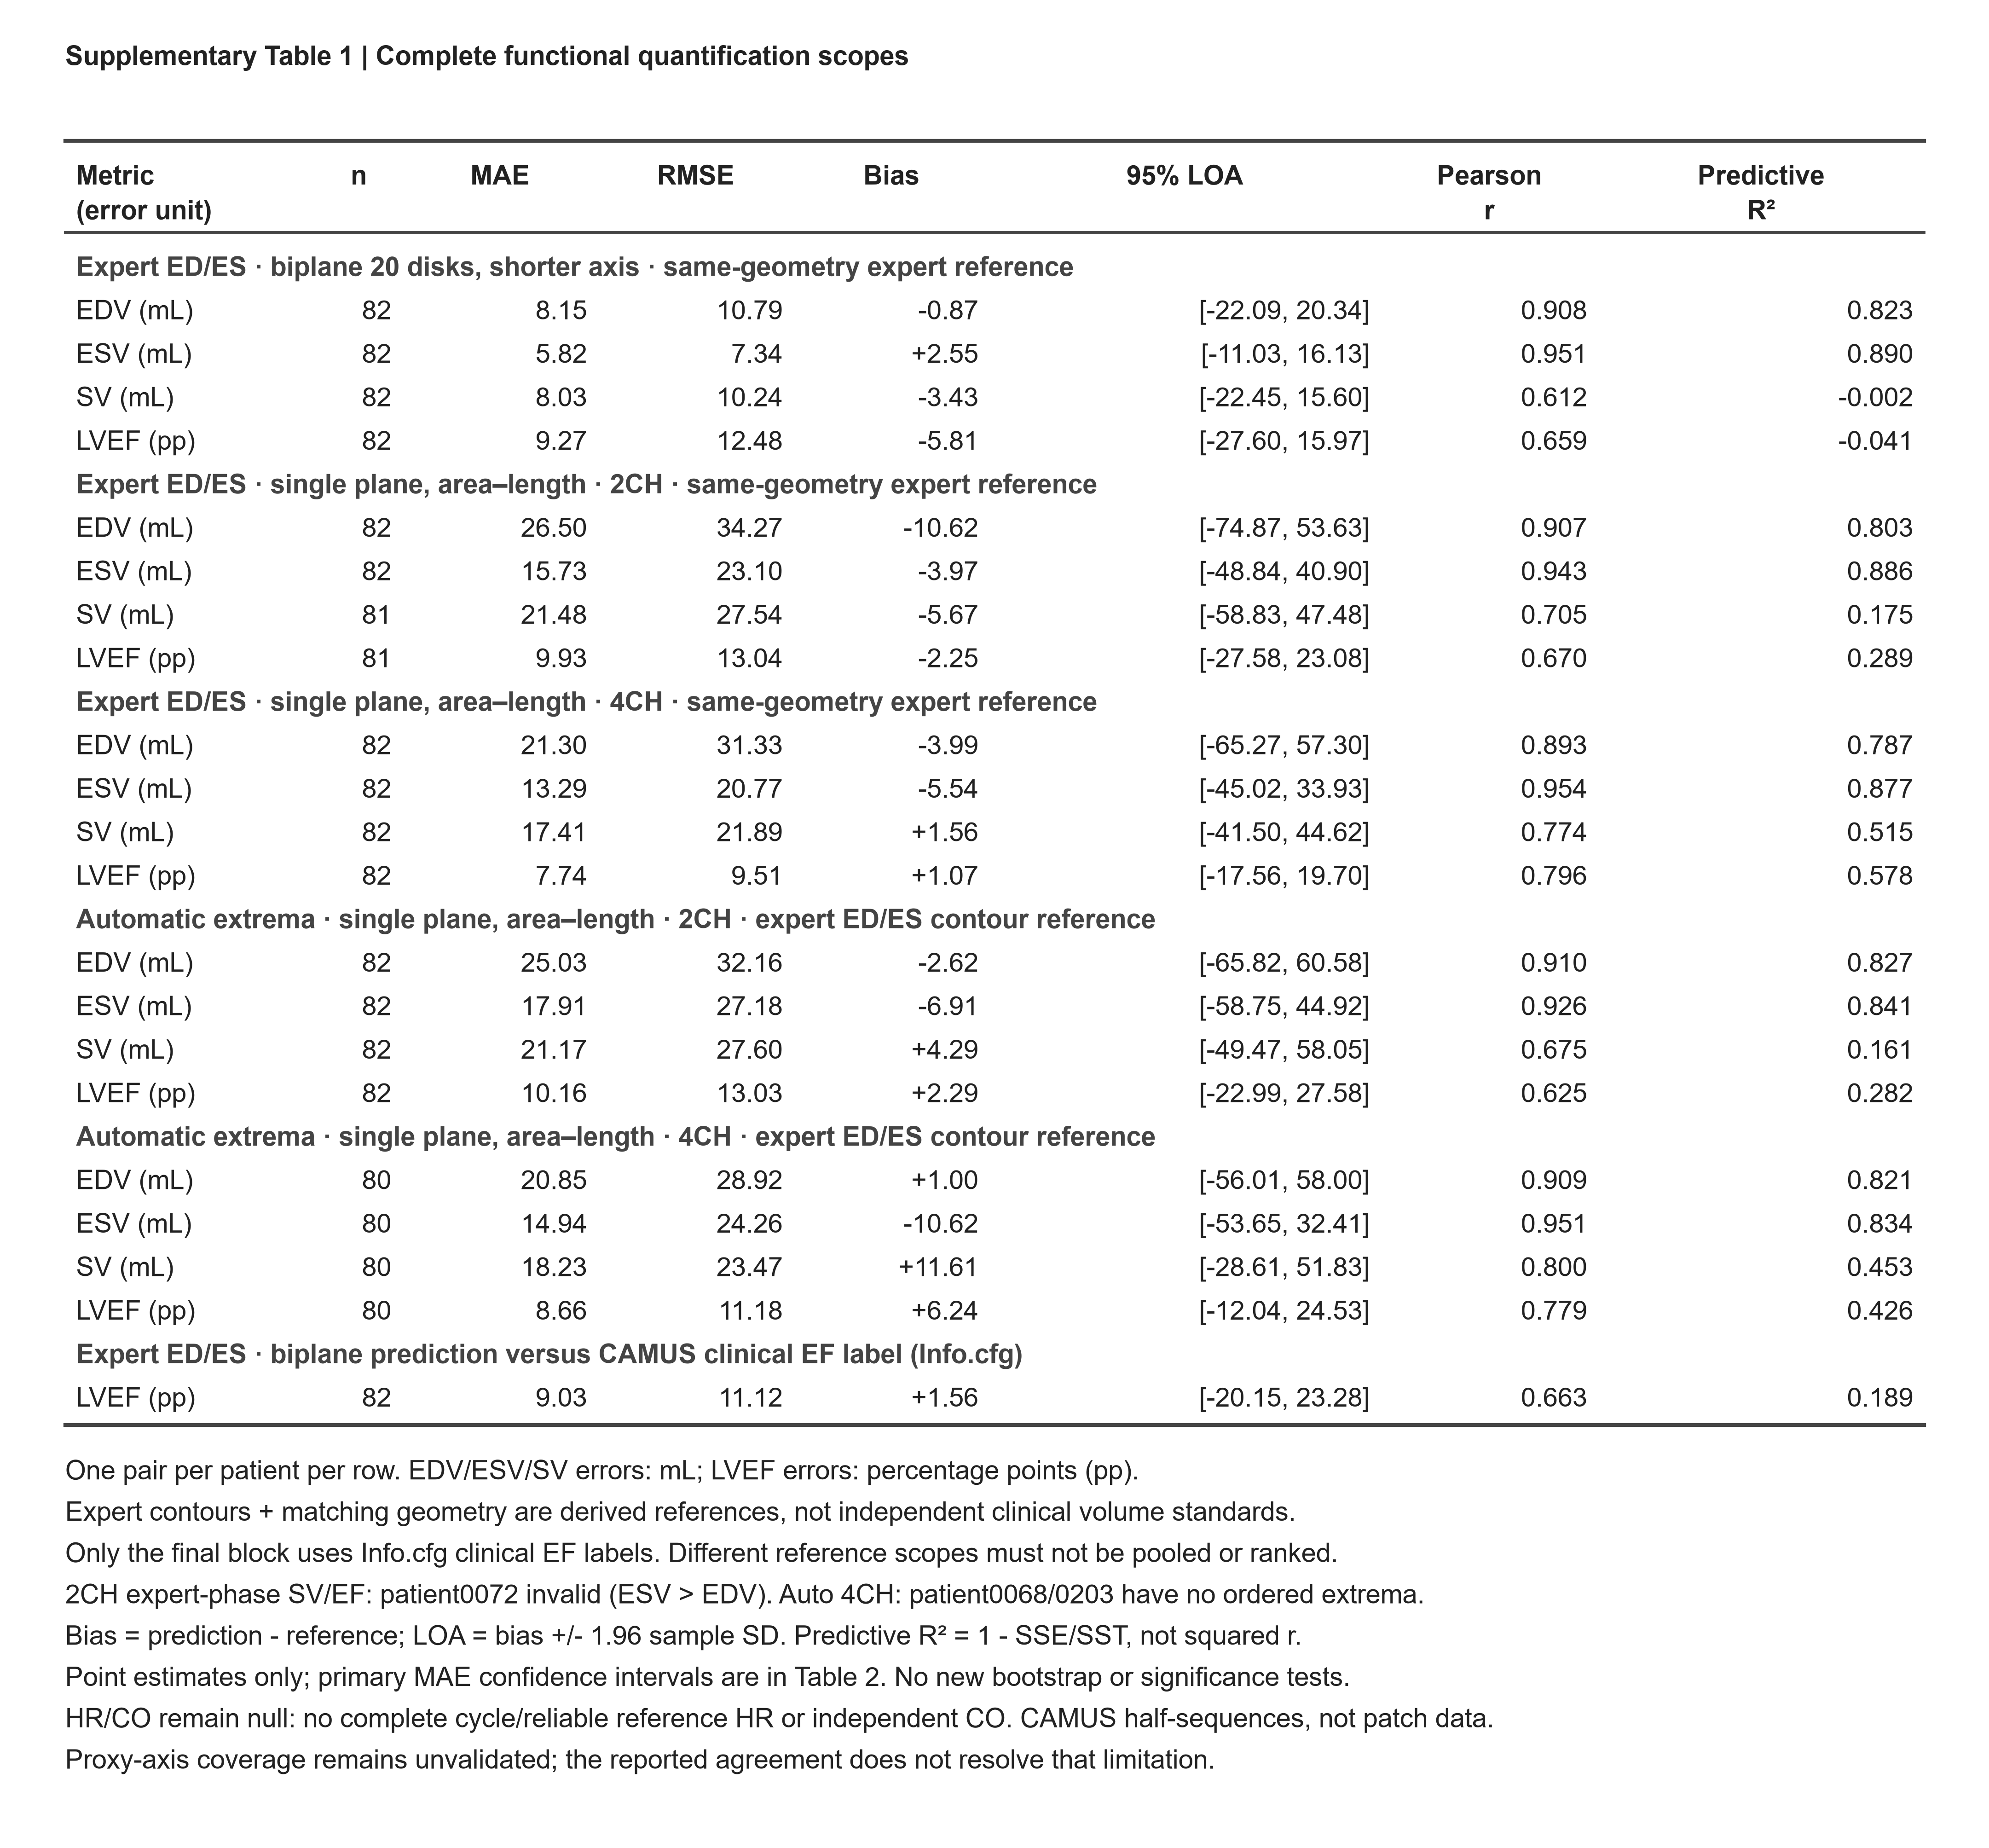 Supplementary Table 1 | Complete functional quantification scopes
Metric (error unit) n MAE RMSE Bias 95% LOA Pearson r Predictive R²
Expert ED/ES · biplane 20 disks, shorter axis · same-geometry expert reference
EDV (mL) 82 8.15 10.79 -0.87 [-22.09, 20.34] 0.908 0.823
ESV (mL) 82 5.82 7.34 +2.55 [-11.03, 16.13] 0.951 0.890
SV (mL) 82 8.03 10.24 -3.43 [-22.45, 15.60] 0.612 -0.002
LVEF (pp) 82 9.27 12.48 -5.81 [-27.60, 15.97] 0.659 -0.041
Expert ED/ES · single plane, area–length · 2CH · same-geometry expert reference
EDV (mL) 82 26.50 34.27 -10.62 [-74.87, 53.63] 0.907 0.803
ESV (mL) 82 15.73 23.10 -3.97 [-48.84, 40.90] 0.943 0.886
SV (mL) 81 21.48 27.54 -5.67 [-58.83, 47.48] 0.705 0.175
LVEF (pp) 81 9.93 13.04 -2.25 [-27.58, 23.08] 0.670 0.289
Expert ED/ES · single plane, area–length · 4CH · same-geometry expert reference
EDV (mL) 82 21.30 31.33 -3.99 [-65.27, 57.30] 0.893 0.787
ESV (mL) 82 13.29 20.77 -5.54 [-45.02, 33.93] 0.954 0.877
SV (mL) 82 17.41 21.89 +1.56 [-41.50, 44.62] 0.774 0.515
LVEF (pp) 82 7.74 9.51 +1.07 [-17.56, 19.70] 0.796 0.578
Automatic extrema · single plane, area–length · 2CH · expert ED/ES contour reference
EDV (mL) 82 25.03 32.16 -2.62 [-65.82, 60.58] 0.910 0.827
ESV (mL) 82 17.91 27.18 -6.91 [-58.75, 44.92] 0.926 0.841
SV (mL) 82 21.17 27.60 +4.29 [-49.47, 58.05] 0.675 0.161
LVEF (pp) 82 10.16 13.03 +2.29 [-22.99, 27.58] 0.625 0.282
Automatic extrema · single plane, area–length · 4CH · expert ED/ES contour reference
EDV (mL) 80 20.85 28.92 +1.00 [-56.01, 58.00] 0.909 0.821
ESV (mL) 80 14.94 24.26 -10.62 [-53.65, 32.41] 0.951 0.834
SV (mL) 80 18.23 23.47 +11.61 [-28.61, 51.83] 0.800 0.453
LVEF (pp) 80 8.66 11.18 +6.24 [-12.04, 24.53] 0.779 0.426
Expert ED/ES · biplane prediction versus CAMUS clinical EF label (Info.cfg)
LVEF (pp) 82 9.03 11.12 +1.56 [-20.15, 23.28] 0.663 0.189
One pair per patient per row. EDV/ESV/SV errors: mL; LVEF errors: percentage points (pp).
Expert contours + matching geometry are derived references, not independent clinical volume standards.
Only the final block uses Info.cfg clinical EF labels. Different reference scopes must not be pooled or ranked.
2CH expert-phase SV/EF: patient0072 invalid (ESV > EDV). Auto 4CH: patient0068/0203 have no ordered extrema.
Bias = prediction - reference; LOA = bias +/- 1.96 sample SD. Predictive R² = 1 - SSE/SST, not squared r.
Point estimates only; primary MAE confidence intervals are in Table 2. No new bootstrap or significance tests.
HR/CO remain null: no complete cycle/reliable reference HR or independent CO. CAMUS half-sequences, not patch data.
Proxy-axis coverage remains unvalidated; the reported agreement does not resolve that limitation.